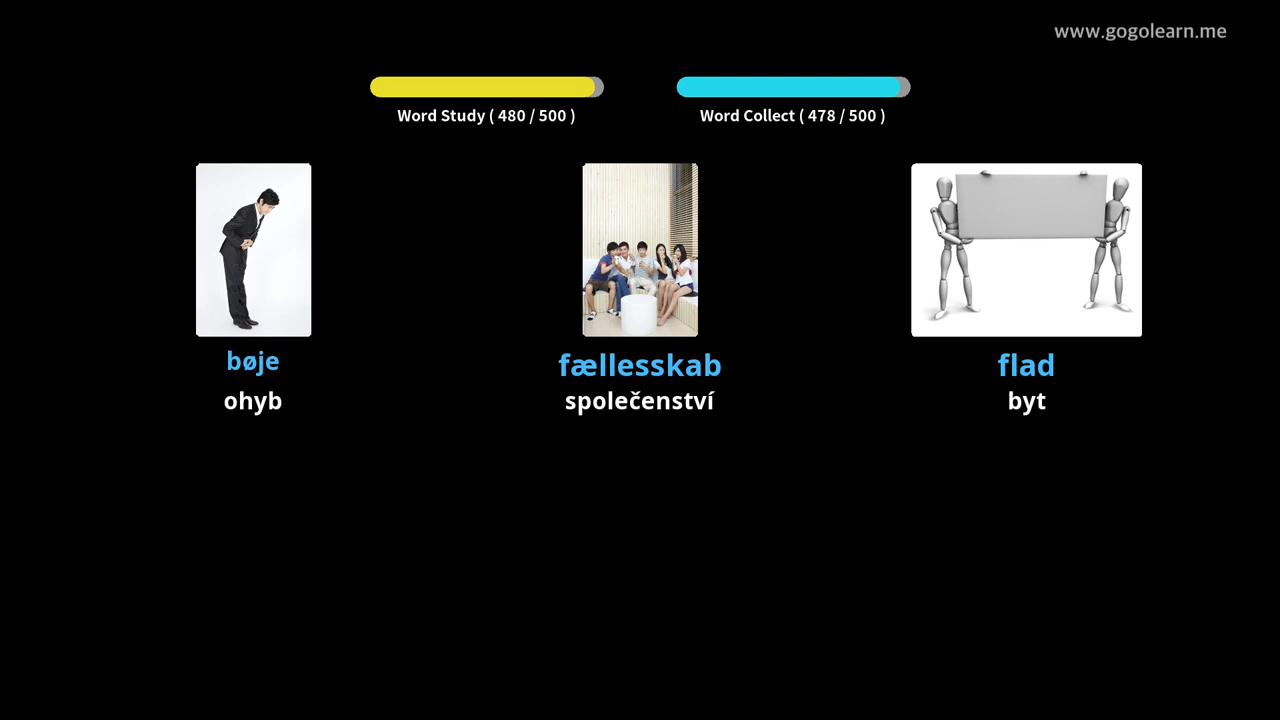 www.gogolearn.me
Word Study ( 480 / 500 )
Word Collect ( 478 / 500 )
bøje
fællesskab
flad
ohyb
společenství
byt